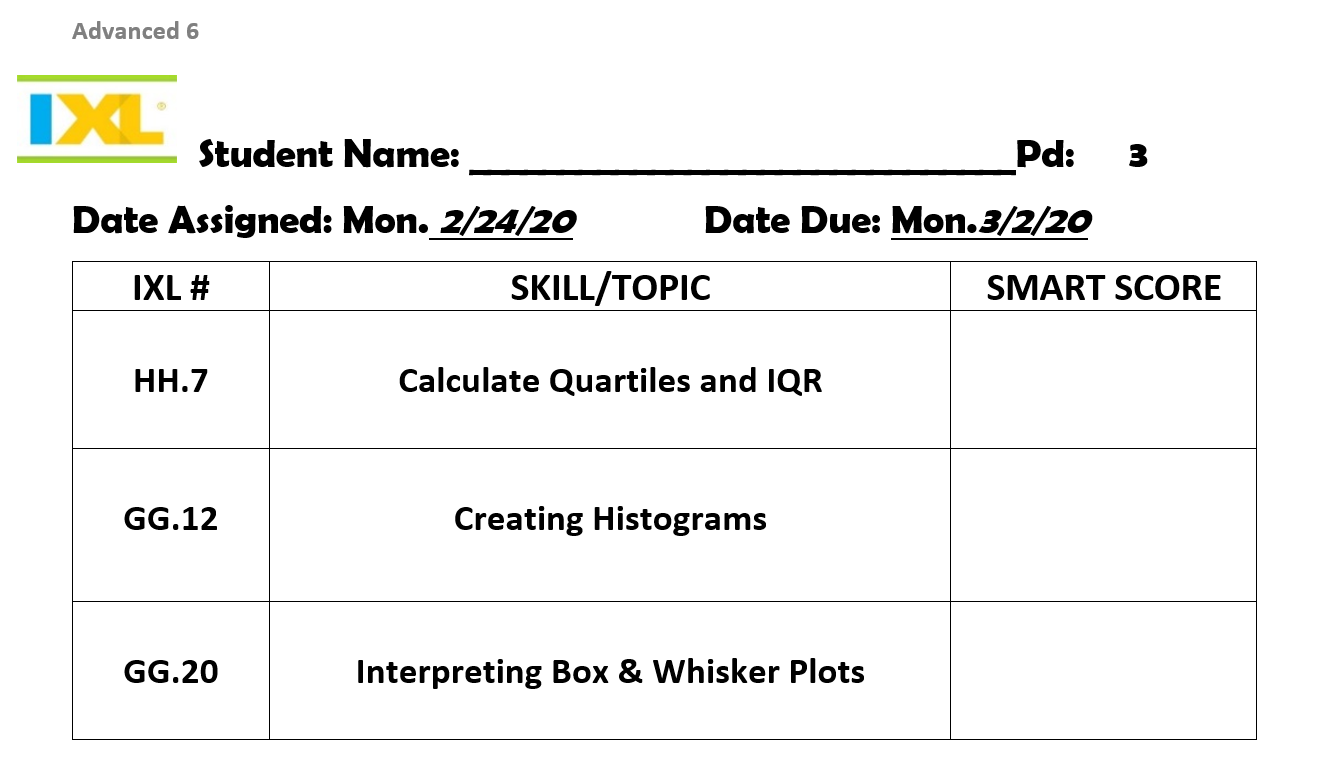 Advanced 6
IXL®
Student Name: ______________________________Pd: 3
Date Assigned: Mon. 2/24/20 Date Due: Mon.3/2/20
IXL # SKILL/TOPIC SMART SCORE
HH.7 Calculate Quartiles and IQR
GG.12 Creating Histograms
GG.20 Interpreting Box & Whisker Plots